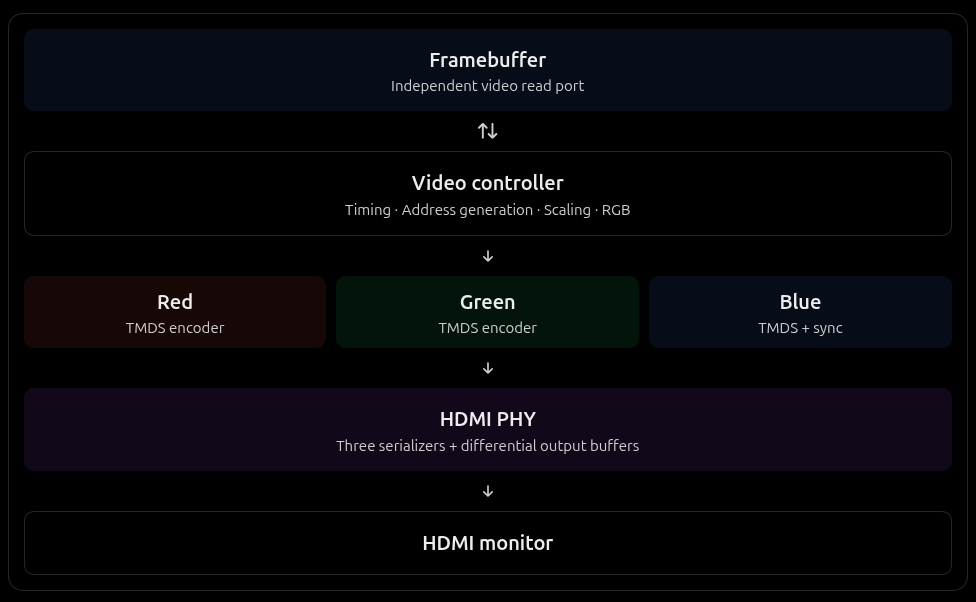 Framebuffer
Independent video read port
Video controller
Timing · Address generation · Scaling · RGB
Red
TMDS encoder
Green
TMDS encoder
Blue
TMDS + sync
HDMI PHY
Three serializers + differential output buffers
HDMI monitor